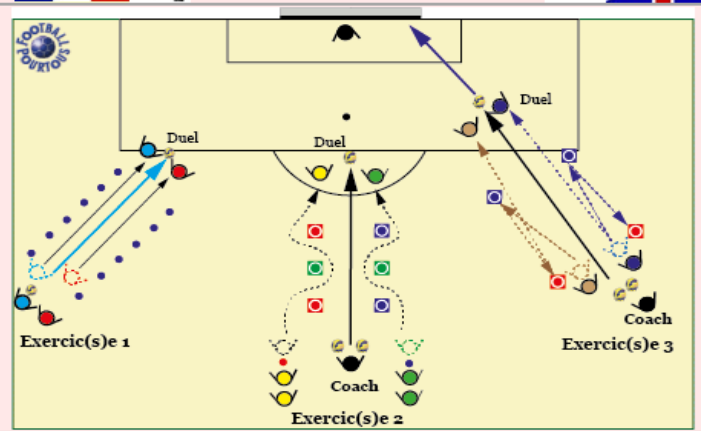 FOOTBALL
POURTOUS
Duel
Duel
Duel
Coach
Exercic(s)e 1
Exercic(s)e 3
Coach
Exercic(s)e 2